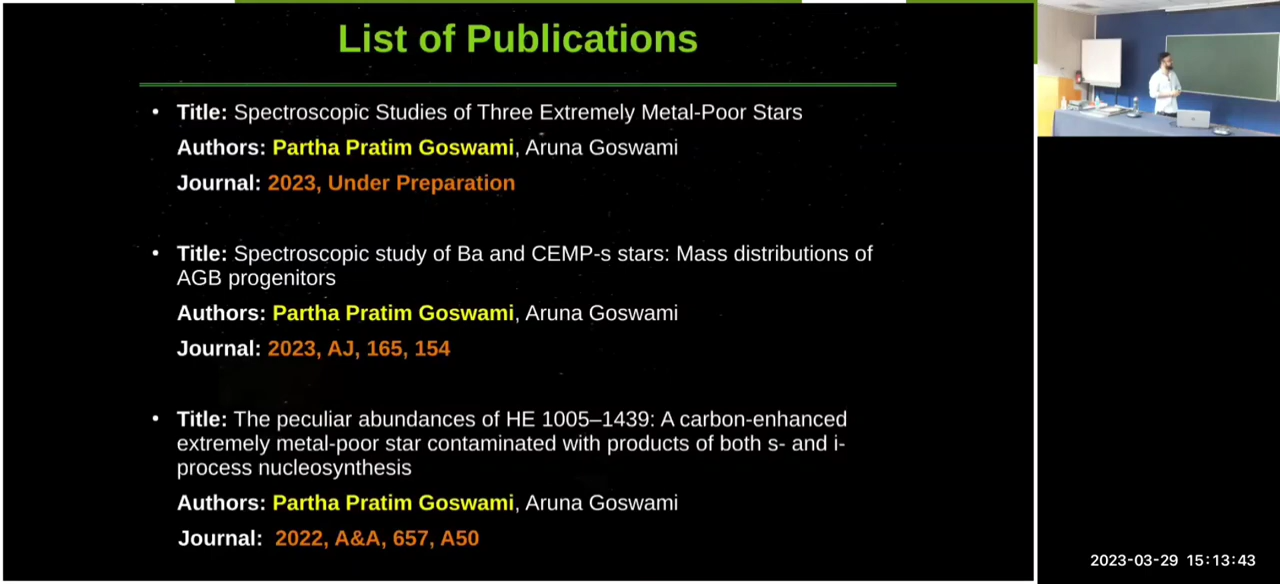 List of Publications
• Title: Spectroscopic Studies of Three Extremely Metal-Poor Stars
Authors: Partha Pratim Goswami, Aruna Goswami
Journal: 2023, Under Preparation
• Title: Spectroscopic study of Ba and CEMP-s stars: Mass distributions of
AGB progenitors
Authors: Partha Pratim Goswami, Aruna Goswami
Journal: 2023, AJ, 165, 154
• Title: The peculiar abundances of HE 1005–1439: A carbon-enhanced
extremely metal-poor star contaminated with products of both s- and i-
process nucleosynthesis
Authors: Partha Pratim Goswami, Aruna Goswami
Journal: 2022, A&A, 657, A50
2023-03-29 15:13:43